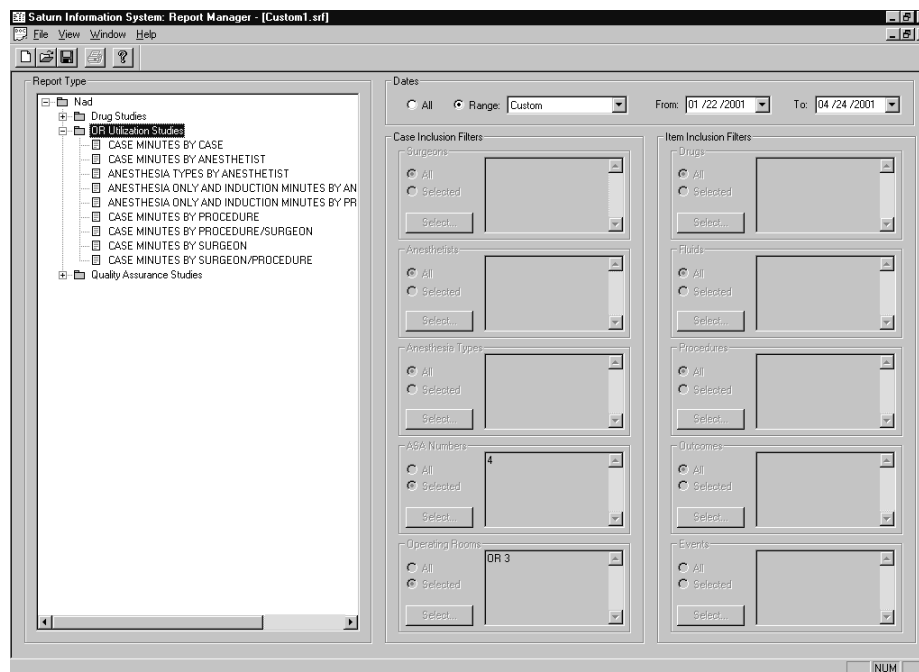 Saturn Information System: Report Manager - [Custom1.srf]
File View Window Help
Report Type
Nad
Drug Studies
OR Utilization Studies
CASE MINUTES BY CASE
CASE MINUTES BY ANESTHETIST
ANESTHESIA TYPES BY ANESTHETIST
ANESTHESIA ONLY AND INDUCTION MINUTES BY AN
ANESTHESIA ONLY AND INDUCTION MINUTES BY PR
CASE MINUTES BY PROCEDURE
CASE MINUTES BY PROCEDURE/SURGEON
CASE MINUTES BY SURGEON
CASE MINUTES BY SURGEON/PROCEDURE
Quality Assurance Studies
Dates
All Range: Custom From: 01 /22 /2001 To: 04 /24 /2001
Case Inclusion Filters
Surgeons
All
Selected
Select...
Anesthetists
All
Selected
Select...
Anesthesia Types
All
Selected
Select...
ASA Numbers
All
Selected
Select...
4
Operating Rooms
All
Selected
Select...
OR 3
Item Inclusion Filters
Drugs
All
Selected
Select...
Fluids
All
Selected
Select...
Procedures
All
Selected
Select...
Outcomes
All
Selected
Select...
Events
All
Selected
Select...
NUM